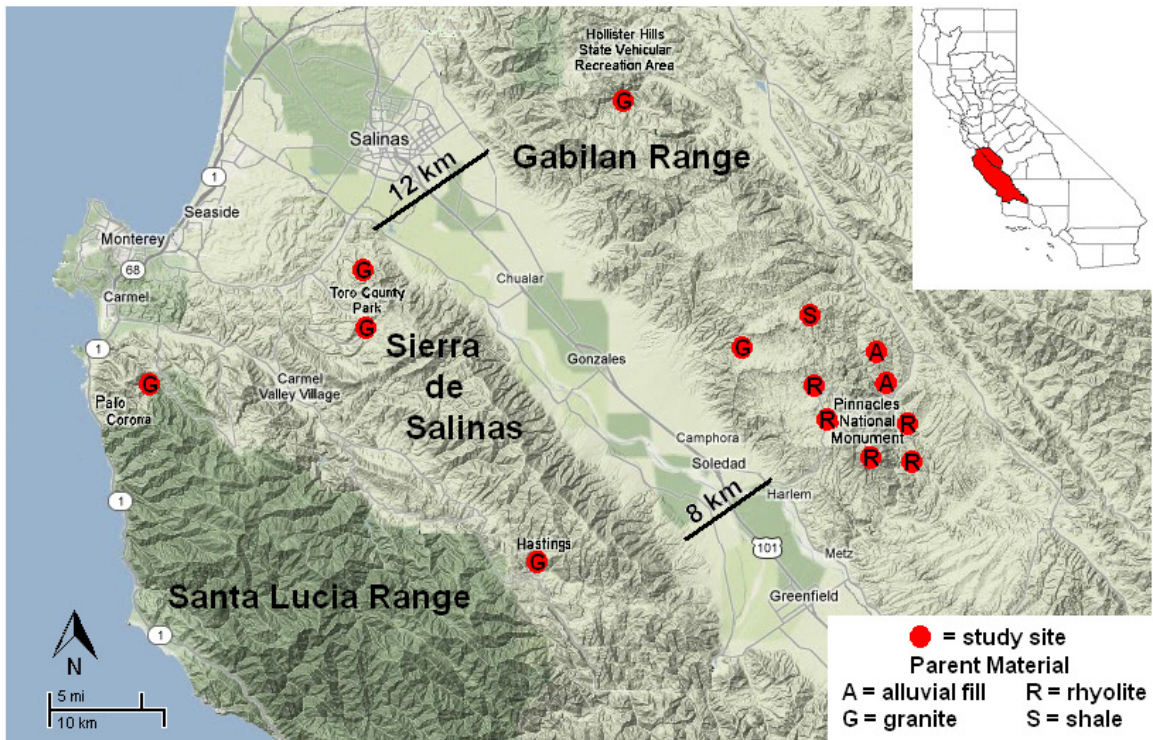 Hollister Hills
State Vehicular
Recreation Area
G
Salinas
12 km
Gabilan Range
1
Seaside
Monterey
68
Carmel
G
Toro County
Park
G
Chualar
S
G
A
1
Sierra
de
Salinas
Gonzales
R
A
Carmel
Valley Village
G
Palo
Corona
Pinnacles
National
Monument
R
R
R
R
Camphora
Soledad
8 km
Harlem
1
Hastings
G
101
Metz
Greenfield
Santa Lucia Range
1
N
5 mi
10 km
= study site
Parent Material
A = alluvial fill
R = rhyolite
G = granite
S = shale